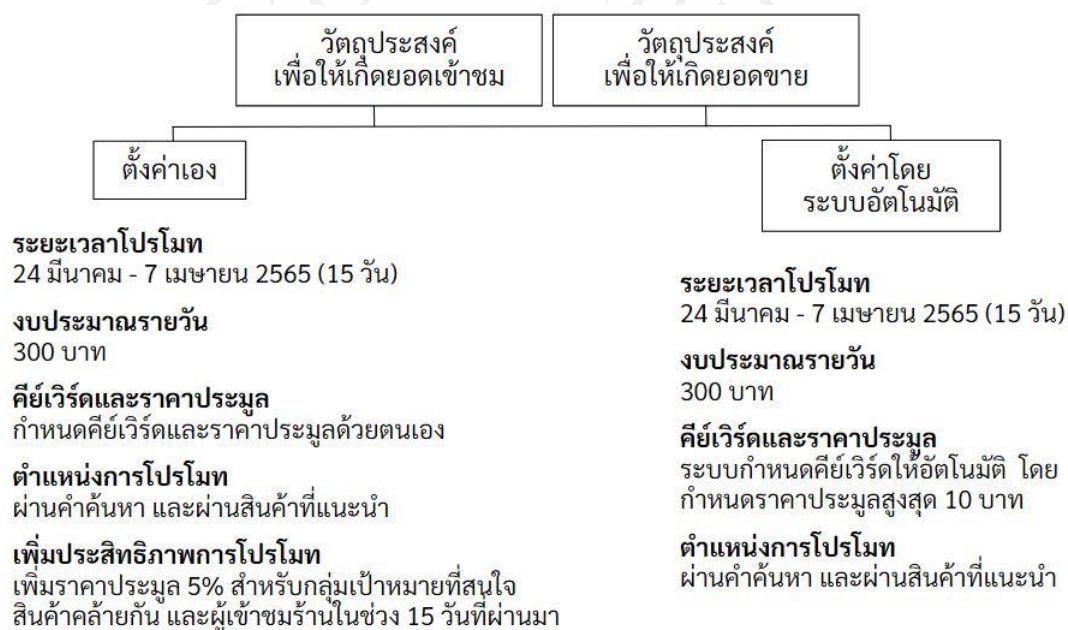 วัตถุประสงค์
เพื่อให้เกิดยอดเข้าชม
วัตถุประสงค์
เพื่อให้เกิดยอดขาย
ตั้งค่าเอง
ตั้งค่าโดย
ระบบอัตโนมัติ
ระยะเวลาโปรโมท
24 มีนาคม - 7 เมษายน 2565 (15 วัน)
งบประมาณรายวัน
300 บาท
คีย์เวิร์ดและราคาประมูล
กำหนดคีย์เวิร์ดและราคาประมูลด้วยตนเอง
ตำแหน่งการโปรโมท
ผ่านคำค้นหา และผ่านสินค้าที่แนะนำ
เพิ่มประสิทธิภาพการโปรโมท
เพิ่มราคาประมูล 5% สำหรับกลุ่มเป้าหมายที่สนใจ
สินค้าคล้ายกัน และผู้เข้าชมร้านในช่วง 15 วันที่ผ่านมา
ระยะเวลาโปรโมท
24 มีนาคม - 7 เมษายน 2565 (15 วัน)
งบประมาณรายวัน
300 บาท
คีย์เวิร์ดและราคาประมูล
ระบบกำหนดคีย์เวิร์ดให้อัตโนมัติ โดย
กำหนดราคาประมูลสูงสุด 10 บาท
ตำแหน่งการโปรโมท
ผ่านคำค้นหา และผ่านสินค้าที่แนะนำ